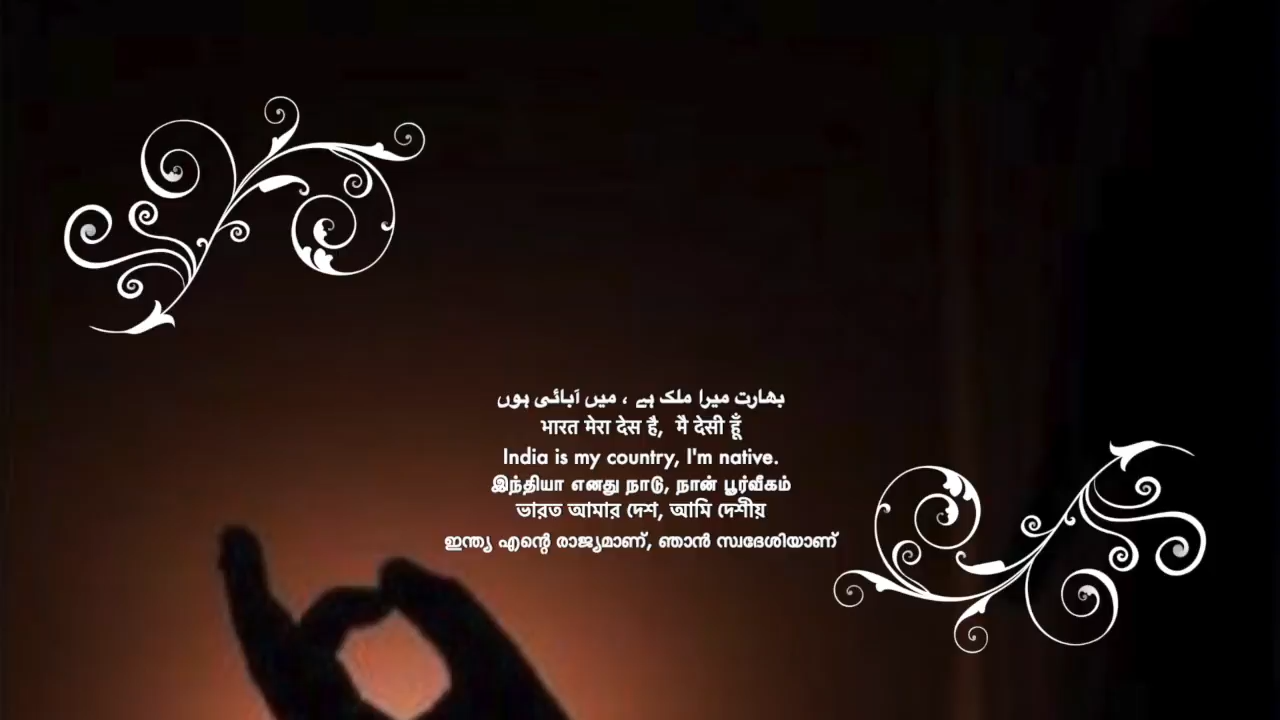 بھارت میرا ملک ہے ، میں آبائی ہوں
भारत मेरा देस है, मै देसी हूँ
India is my country, I'm native.
இந்தியா எனது நாடு, நான் பூர்வீகம்
ভারত আমার দেশ, আমি দেশীয়
ഇന്ത്യ എന്റെ രാജ്യമാണ്, ഞാൻ സ്വദേശിയാണ്